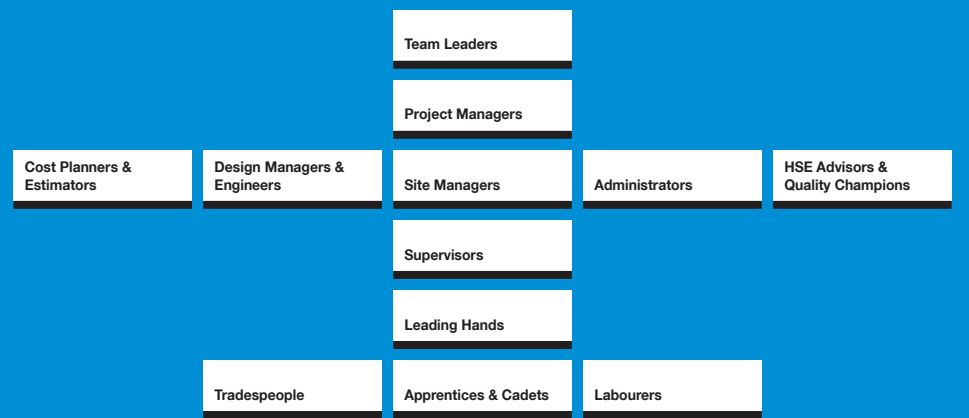 Team Leaders
Project Managers
Cost Planners &
Estimators
Design Managers &
Engineers
Site Managers
Administrators
HSE Advisors &
Quality Champions
Supervisors
Leading Hands
Tradespeople
Apprentices & Cadets
Labourers